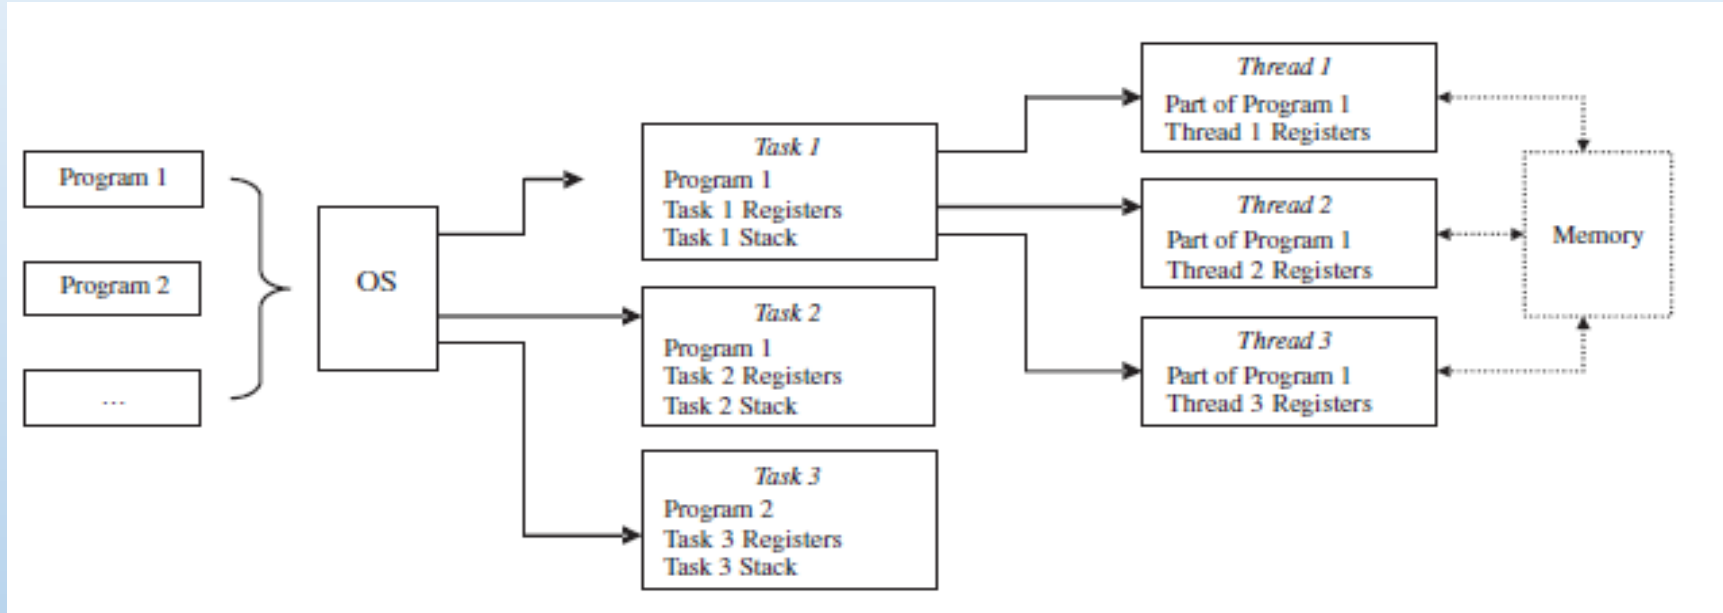 Program 1
Program 2
...
OS
Task 1
Program 1
Task 1 Registers
Task 1 Stack
Task 2
Program 1
Task 2 Registers
Task 2 Stack
Task 3
Program 2
Task 3 Registers
Task 3 Stack
Thread 1
Part of Program 1
Thread 1 Registers
Thread 2
Part of Program 1
Thread 2 Registers
Thread 3
Part of Program 1
Thread 3 Registers
Memory